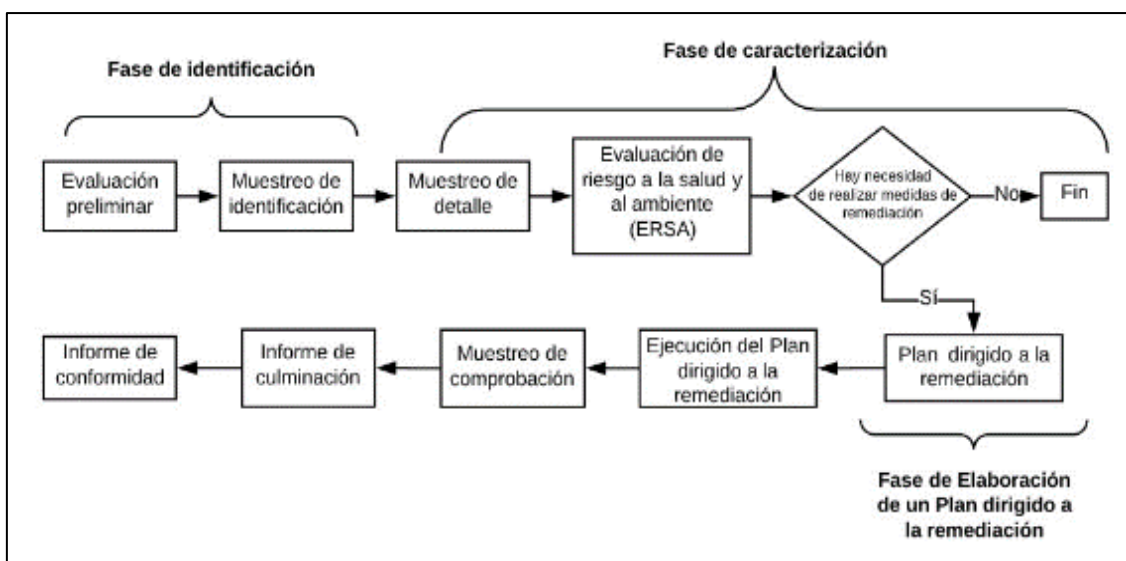 Fase de identificación
Fase de caracterización
Evaluación
preliminar
Muestreo de
identificación
Muestreo de
detalle
Evaluación de
riesgo a la salud y
al ambiente
(ERSA)
Hay necesidad
de realizar medidas de
remediación
No
Fin
Sí
Plan dirigido a la
remediación
Ejecución del Plan
dirigido a la
remediación
Muestreo de
comprobación
Informe de
culminación
Informe de
conformidad
Fase de Elaboración
de un Plan dirigido a
la remediación